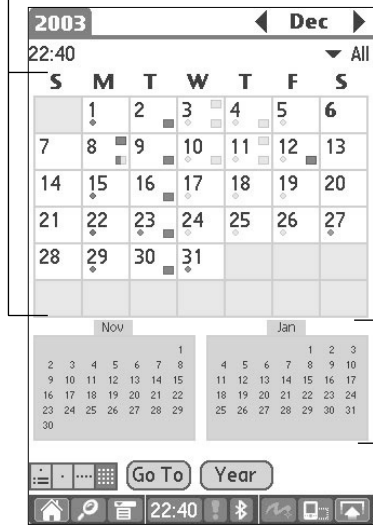 2003 Dec
22:40 All
S M T W T F S
1 2 3 4 5 6
7 8 9 10 11 12 13
14 15 16 17 18 19 20
21 22 23 24 25 26 27
28 29 30 31
Nov
1
2 3 4 5 6 7 8
9 10 11 12 13 14 15
16 17 18 19 20 21 22
23 24 25 26 27 28 29
30
Jan
1 2 3
4 5 6 7 8 9 10
11 12 13 14 15 16 17
18 19 20 21 22 23 24
25 26 27 28 29 30 31
Go To Year
22:40